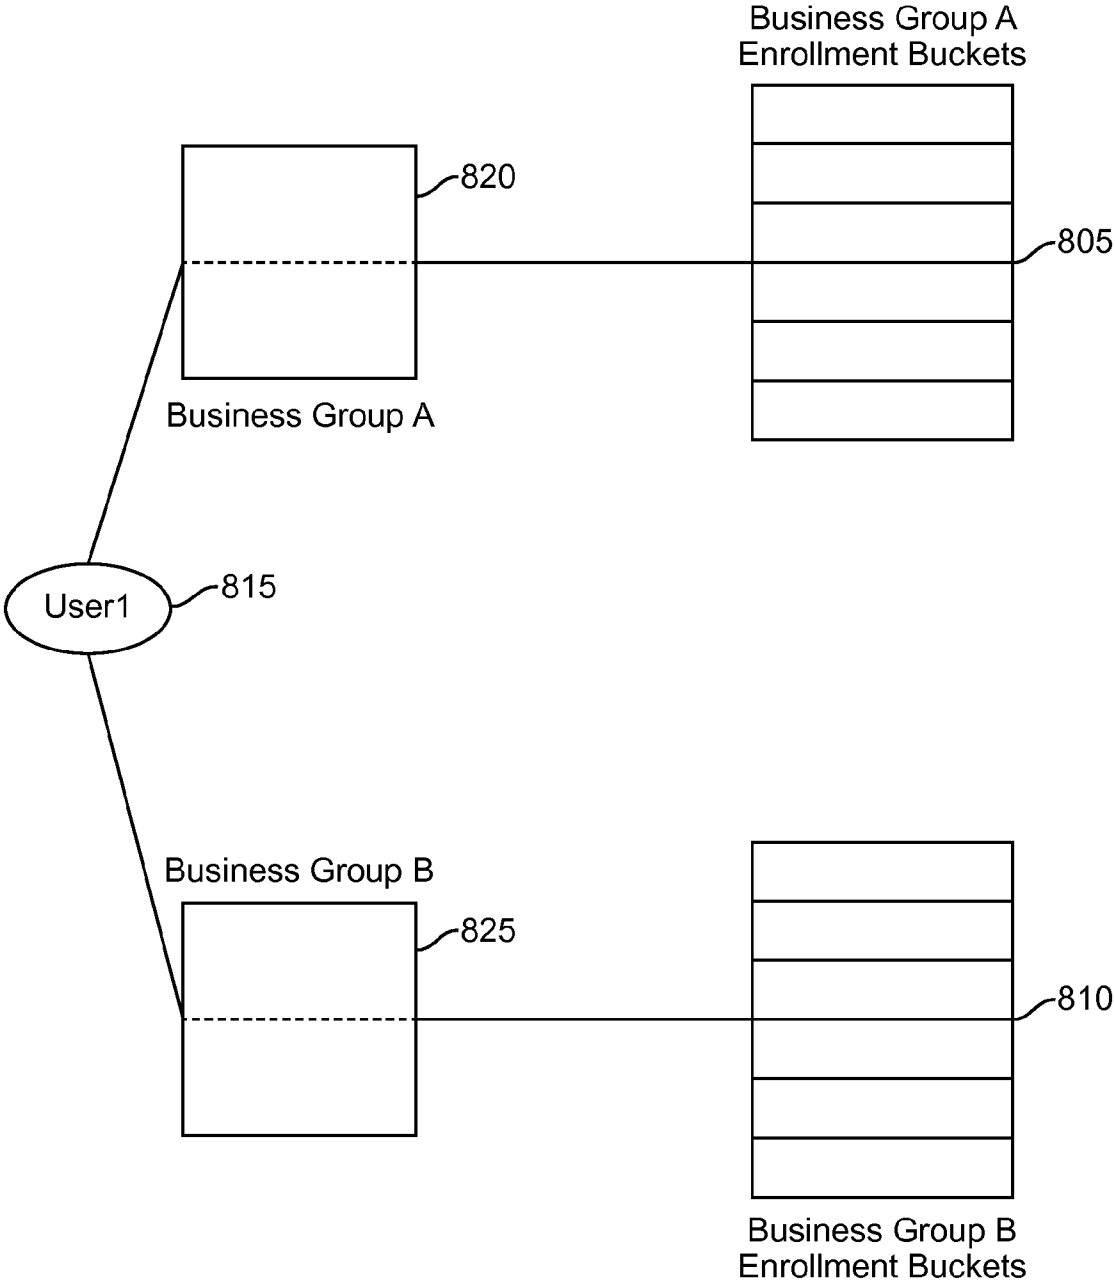 Business Group A
Enrollment Buckets
820
805
Business Group A
User1
815
Business Group B
825
810
Business Group B
Enrollment Buckets